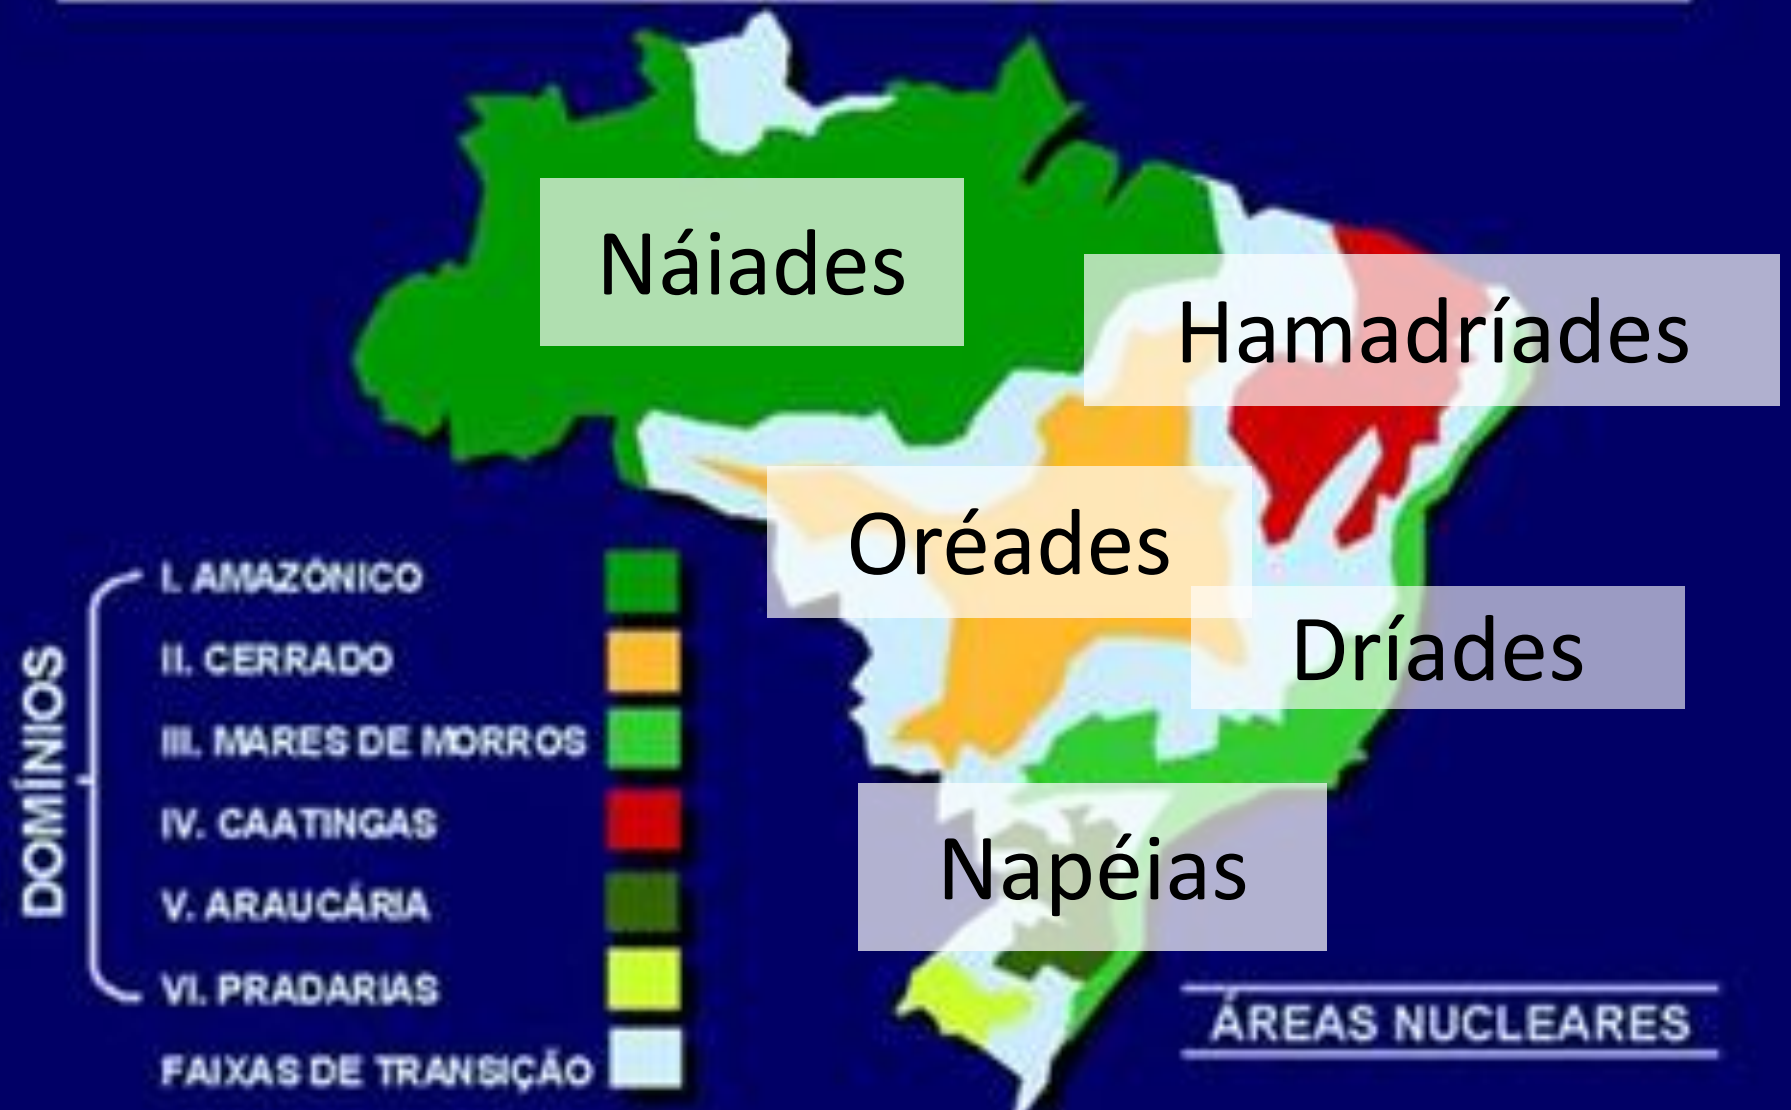 Náiades
Hamadríades
Oréades
Dríades
Napéias
DOMÍNIOS
I. AMAZÔNICO
II. CERRADO
III. MARES DE MORROS
IV. CAATINGAS
V. ARAUCÁRIA
VI. PRADARIAS
FAIXAS DE TRANSIÇÃO
ÁREAS NUCLEARES